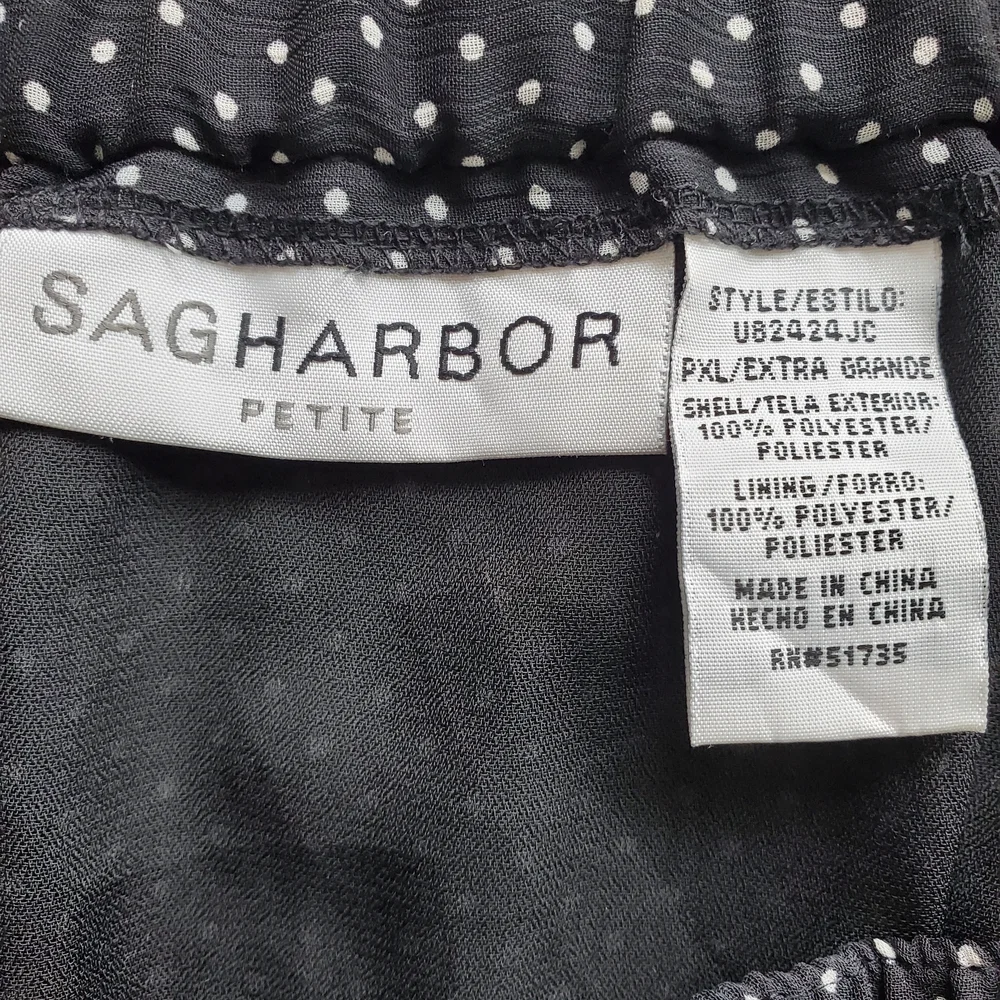 SAGHARBOR
PETITE
STYLE/ESTILO:
U82424JC
PXL/EXTRA GRANDE
SHELL/TELA EXTERIOR:
100% POLYESTER/
POLIESTER
LINING/FORRO:
100% POLYESTER/
POLIESTER
MADE IN CHINA
HECHO EN CHINA
RN#51735